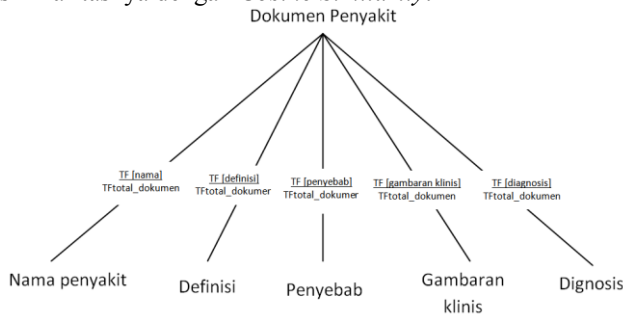 Dokumen Penyakit
TF [nama]
TFtotal_dokumen
TF [definisi]
TFtotal_dokumer
TF [penyebab]
TFtotal_dokumer
TF [gambaran klinis]
TFtotal_dokumen
TF [diagnosis]
TFtotal_dokumen
Nama penyakit
Definisi
Penyebab
Gambaran
klinis
Dignosis